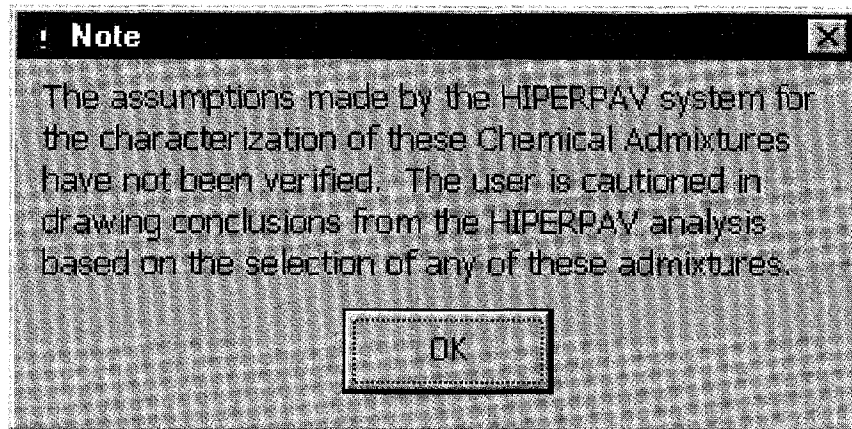 ! Note
The assumptions made by the HIPERPAV system for
the characterization of these Chemical Admixtures
have not been verified. The user is cautioned in
drawing conclusions from the HIPERPAV analysis
based on the selection of any of these admixtures.
OK